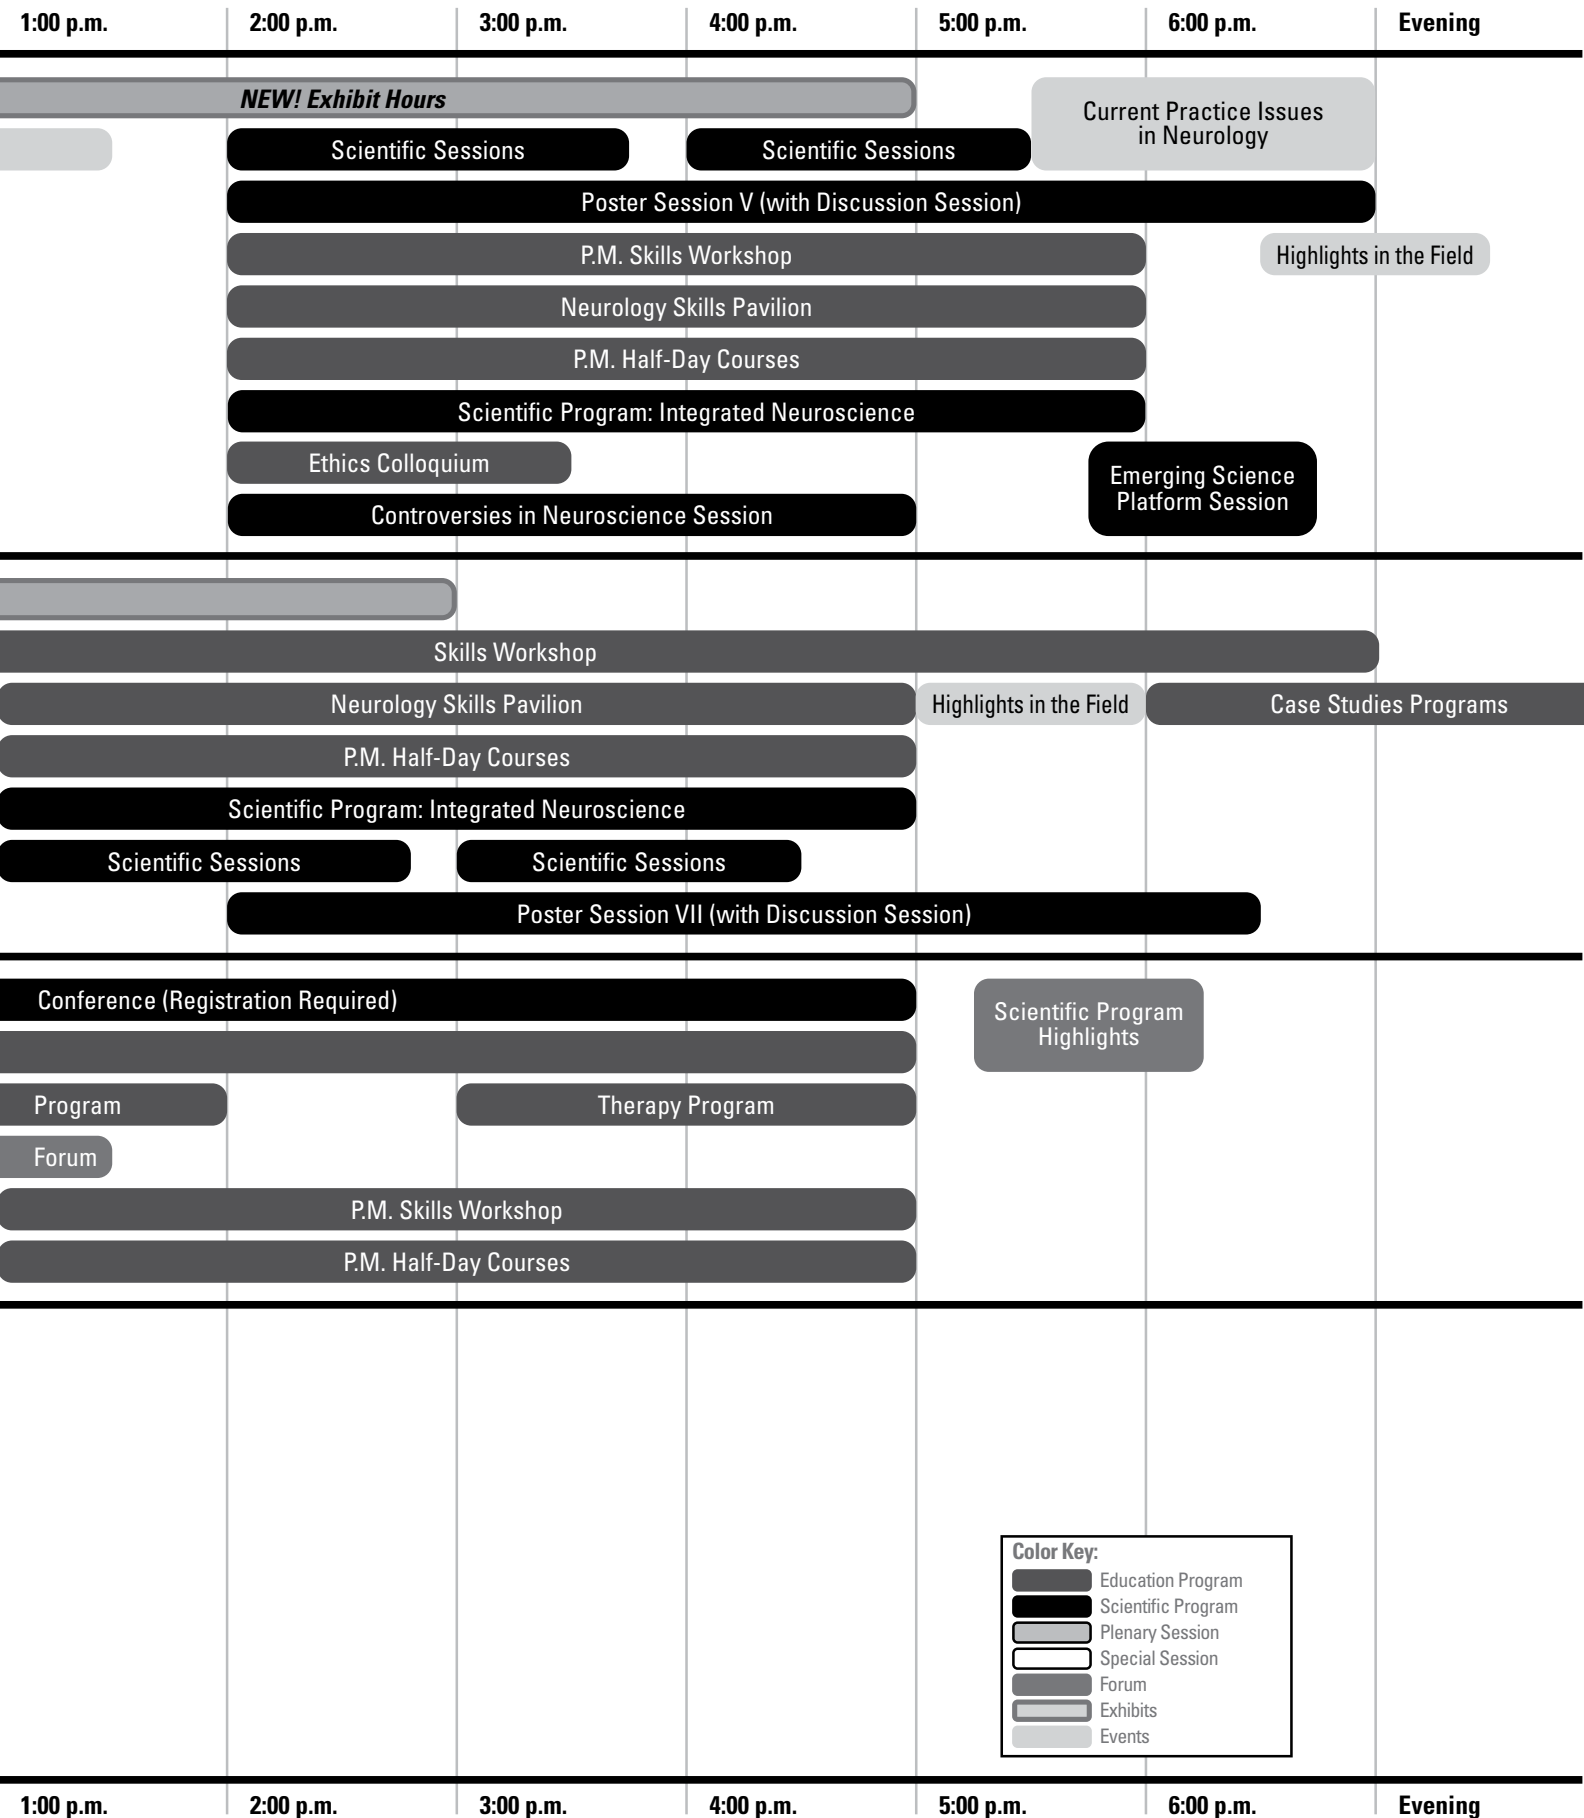 1:00 p.m. 2:00 p.m. 3:00 p.m. 4:00 p.m. 5:00 p.m. 6:00 p.m. Evening
NEW! Exhibit Hours
Current Practice Issues
in Neurology
Scientific Sessions Scientific Sessions
Poster Session V (with Discussion Session)
P.M. Skills Workshop Highlights in the Field
Neurology Skills Pavilion
P.M. Half-Day Courses
Scientific Program: Integrated Neuroscience
Ethics Colloquium
Emerging Science
Platform Session
Controversies in Neuroscience Session
Skills Workshop
Neurology Skills Pavilion Highlights in the Field Case Studies Programs
P.M. Half-Day Courses
Scientific Program: Integrated Neuroscience
Scientific Sessions Scientific Sessions
Poster Session VII (with Discussion Session)
Conference (Registration Required)
Scientific Program
Highlights
Program Therapy Program
Forum
P.M. Skills Workshop
P.M. Half-Day Courses
Color Key:
Education Program
Scientific Program
Plenary Session
Special Session
Forum
Exhibits
Events
1:00 p.m. 2:00 p.m. 3:00 p.m. 4:00 p.m. 5:00 p.m. 6:00 p.m. Evening